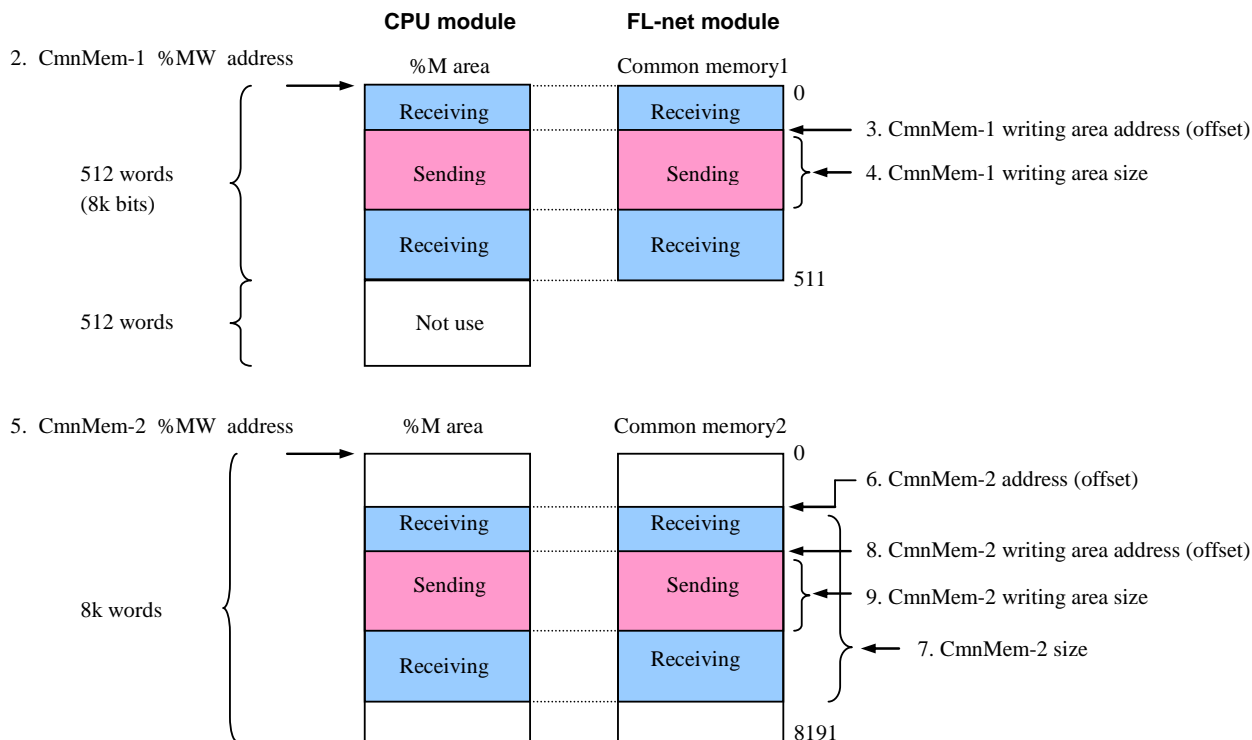 CPU module FL-net module
2. CmnMem-1 %MW address
%M area Common memory1
0
Receiving Receiving
3. CmnMem-1 writing area address (offset)
512 words
(8k bits)
Sending Sending
4. CmnMem-1 writing area size
Receiving Receiving
511
512 words
Not use
5. CmnMem-2 %MW address
%M area Common memory2
0
6. CmnMem-2 address (offset)
Receiving Receiving
8. CmnMem-2 writing area address (offset)
Sending Sending
9. CmnMem-2 writing area size
8k words
7. CmnMem-2 size
Receiving Receiving
8191